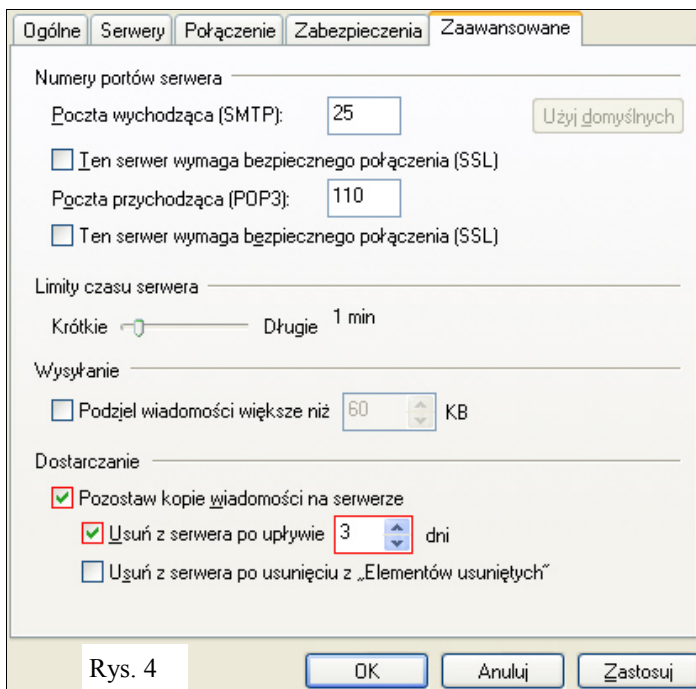 Ogólne Serwery Połączenie Zabezpieczenia Zaawansowane
Numery portów serwera
Poczta wychodząca (SMTP): 25 Użyj domyślnych
Ten serwer wymaga bezpiecznego połączenia (SSL)
Poczta przychodząca (POP3): 110
Ten serwer wymaga bezpiecznego połączenia (SSL)
Limity czasu serwera
Krótkie Długie 1 min
Wysyłanie
Podziel wiadomości większe niż 60 KB
Dostarczanie
Pozostaw kopie wiadomości na serwerze
Usuń z serwera po upływie 3 dni
Usuń z serwera po usunięciu z „Elementów usuniętych”
Rys. 4 OK Anuluj Zastosuj